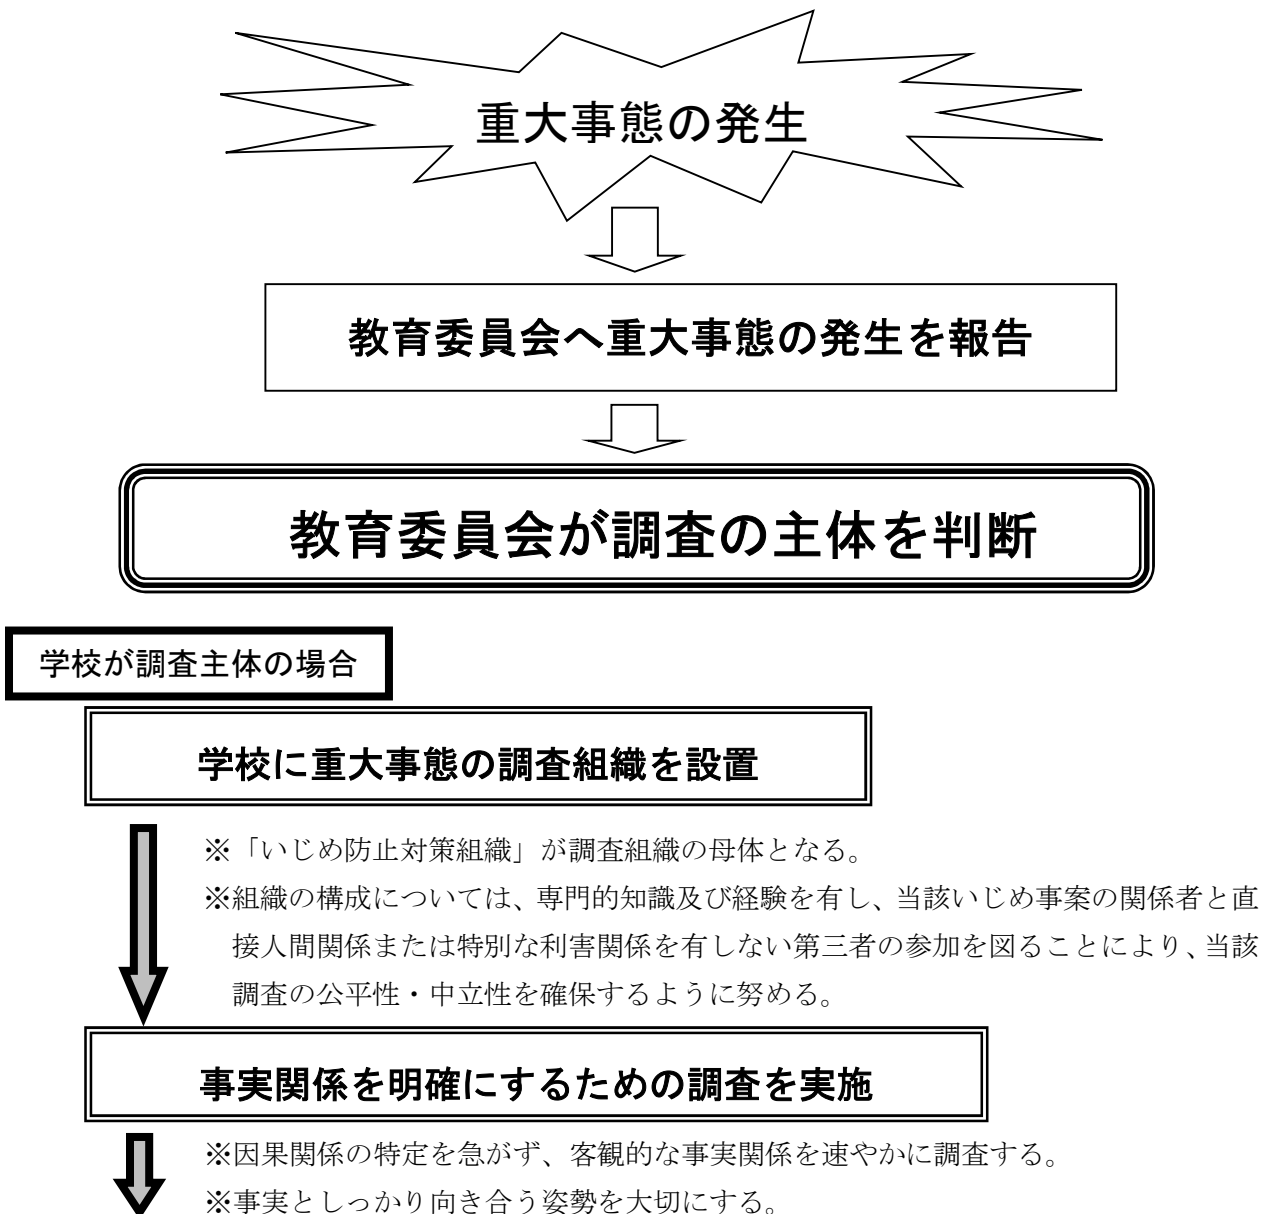 重大事態の発生
教育委員会へ重大事態の発生を報告
教育委員会が調査の主体を判断
学校が調査主体の場合
学校に重大事態の調査組織を設置
※「いじめ防止対策組織」が調査組織の母体となる。
※組織の構成については、専門的知識及び経験を有し、当該いじめ事案の関係者と直
接人間関係または特別な利害関係を有しない第三者の参加を図ることにより、当該
調査の公平性・中立性を確保するように努める。
事実関係を明確にするための調査を実施
※因果関係の特定を急がず、客観的な事実関係を速やかに調査する。
※事実としっかり向き合う姿勢を大切にする。